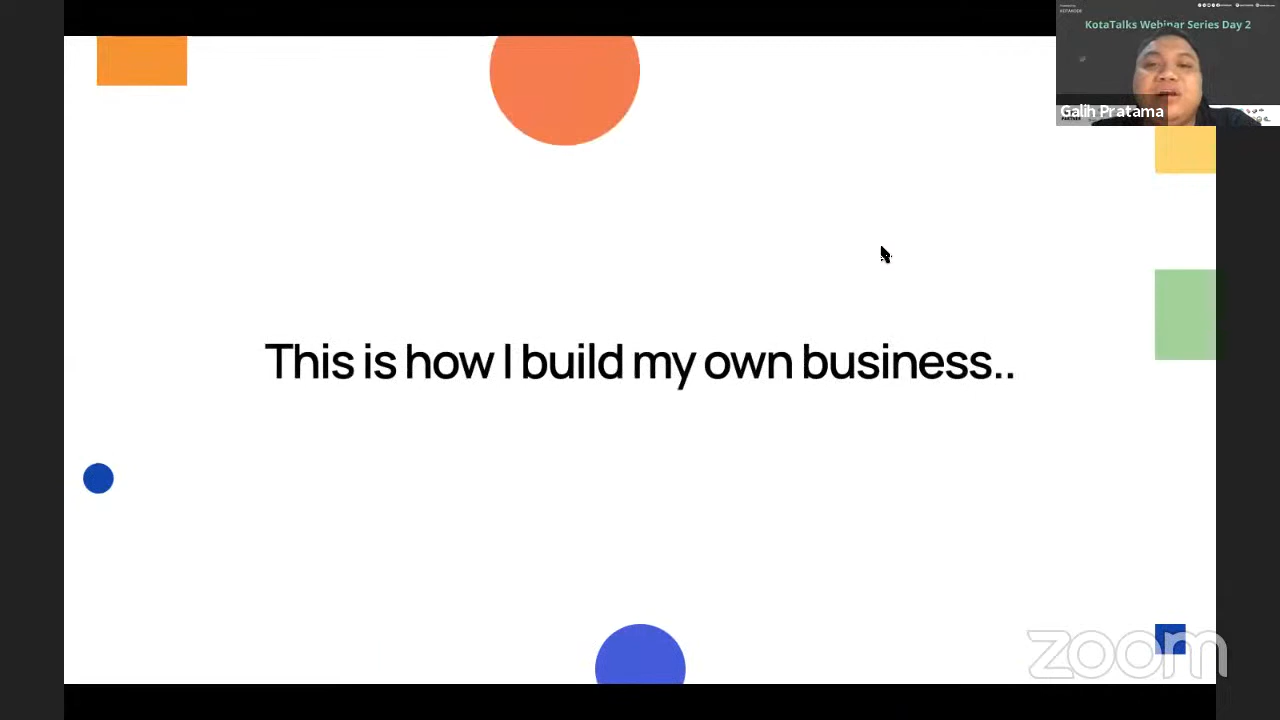 KotaTalks Webinar Series Day 2
Galih Pratama
This is how I build my own business..
zoom